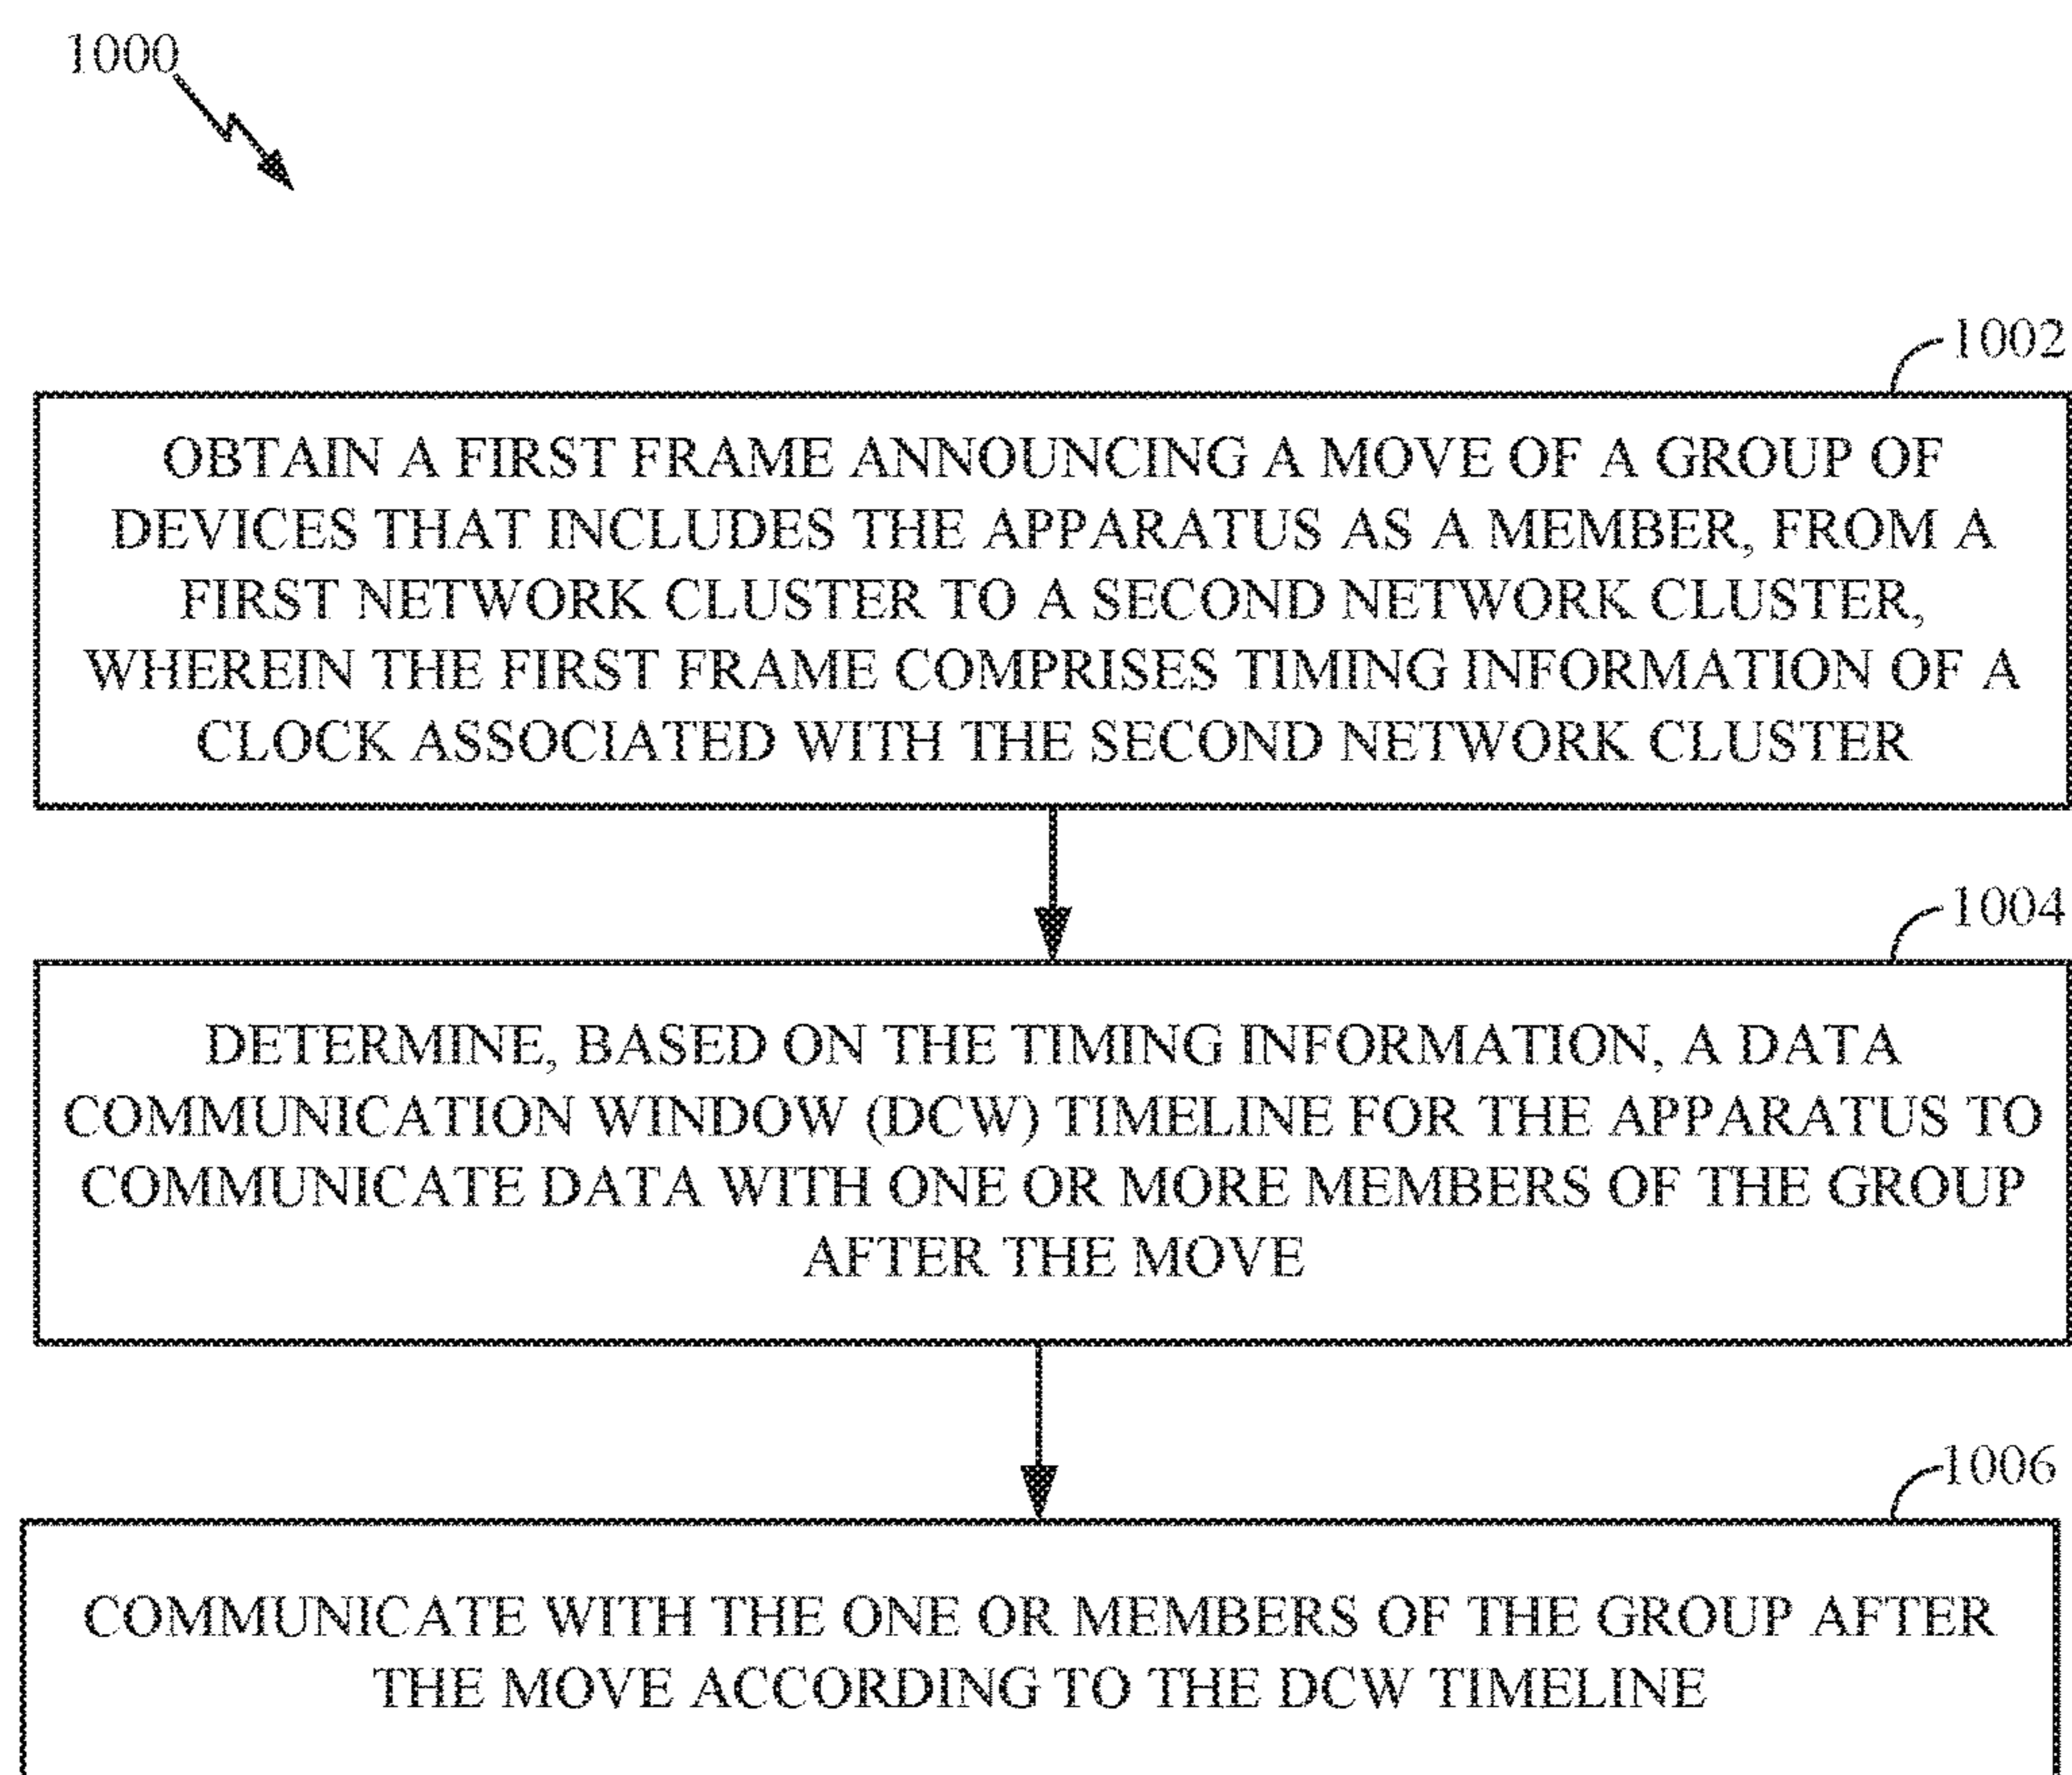 1000
1002
OBTAIN A FIRST FRAME ANNOUNCING A MOVE OF A GROUP OF
DEVICES THAT INCLUDES THE APPARATUS AS A MEMBER, FROM A
FIRST NETWORK CLUSTER TO A SECOND NETWORK CLUSTER,
WHEREIN THE FIRST FRAME COMPRISES TIMING INFORMATION OF A
CLOCK ASSOCIATED WITH THE SECOND NETWORK CLUSTER
1004
DETERMINE, BASED ON THE TIMING INFORMATION, A DATA
COMMUNICATION WINDOW (DCW) TIMELINE FOR THE APPARATUS TO
COMMUNICATE DATA WITH ONE OR MORE MEMBERS OF THE GROUP
AFTER THE MOVE
1006
COMMUNICATE WITH THE ONE OR MEMBERS OF THE GROUP AFTER
THE MOVE ACCORDING TO THE DCW TIMELINE